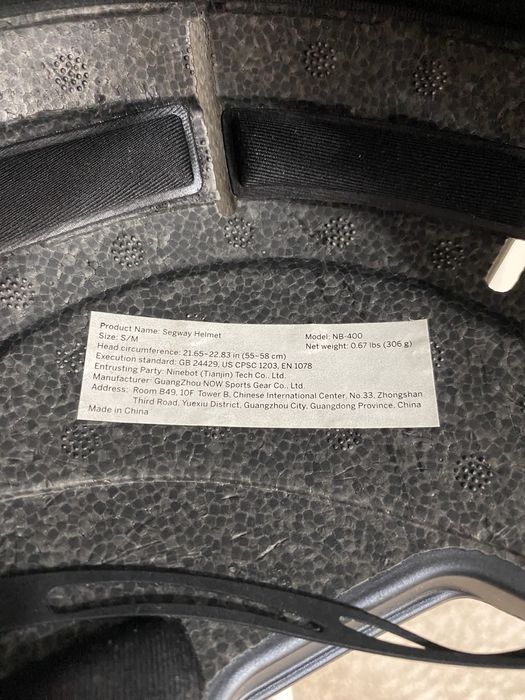 Product Name: Segway Helmet Model: NB-400
Size: S/M Net weight: 0.67 lbs (306 g)
Head circumference: 21.65-22.83 in (55-58 cm)
Execution standard: GB 24429, US CPSC 1203, EN 1078
Entrusting Party: Ninebot (Tianjin) Tech Co., Ltd.
Manufacturer: GuangZhou NOW Sports Gear Co., Ltd.
Address: Room B49, 10F Tower B, Chinese International Center, No.33, Zhongshan
Third Road, Yuexiu District, Guangzhou City, Guangdong Province, China
Made in China